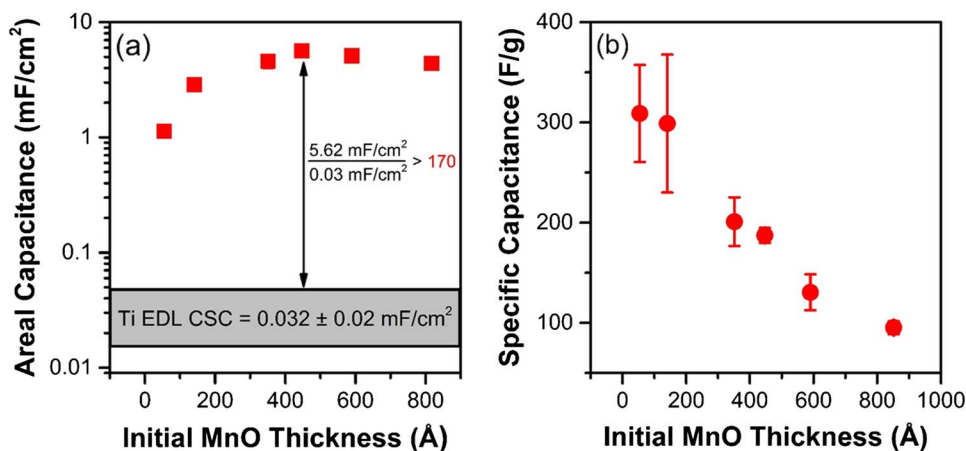 (a)
Areal Capacitance (mF/cm²)
10
1
0.1
0.01
5.62 mF/cm²
0.03 mF/cm²
> 170
Ti EDL CSC = 0.032 ± 0.02 mF/cm²
0 200 400 600 800
Initial MnO Thickness (Å)
(b)
Specific Capacitance (F/g)
400
300
200
100
0 200 400 600 800 1000
Initial MnO Thickness (Å)